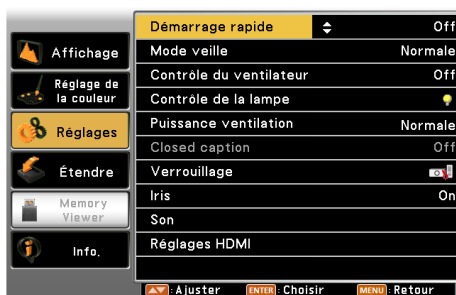 Affichage
Réglage de
la couleur
Réglages
Étendre
Memory
Viewer
Info.
Démarrage rapide Off
Mode veille Normale
Contrôle du ventilateur Off
Contrôle de la lampe
Puissance ventilation Normale
Closed caption Off
Verrouillage
Iris On
Son
Réglages HDMI
:Ajuster ENTER :Choisir MENU :Retour